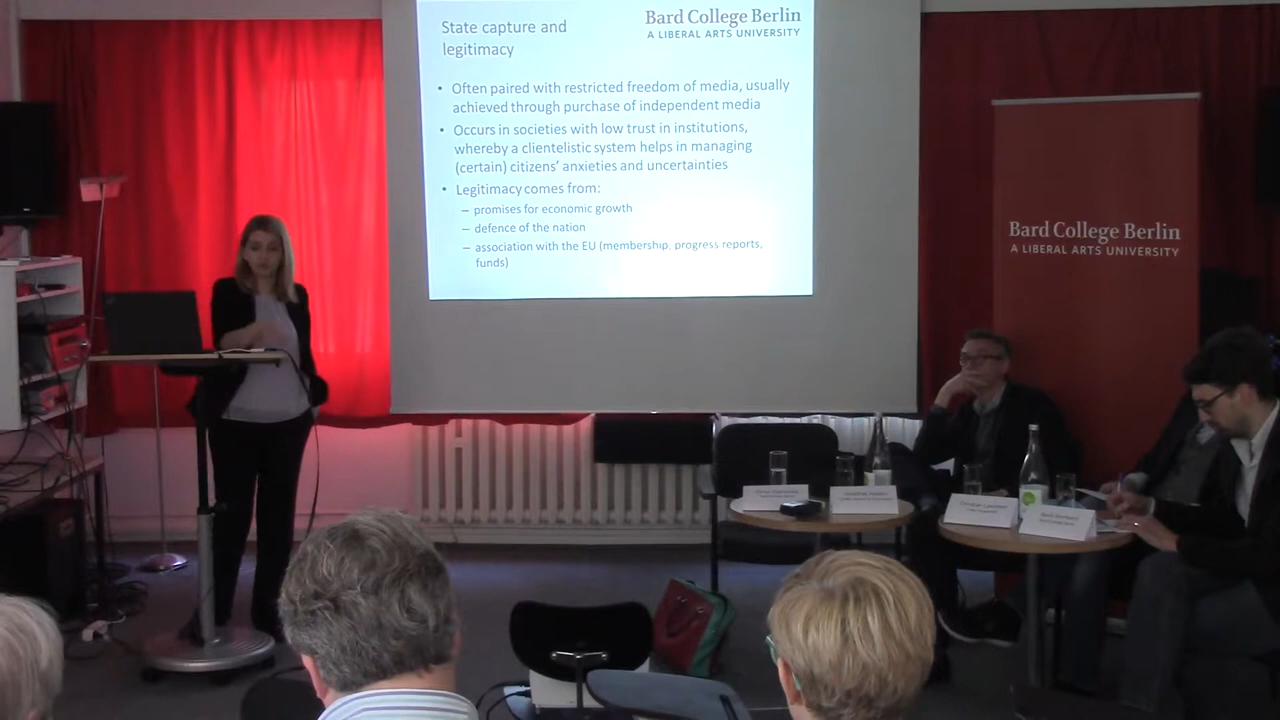 State capture and
legitimacy
Bard College Berlin
A LIBERAL ARTS UNIVERSITY
• Often paired with restricted freedom of media, usually
achieved through purchase of independent media
• Occurs in societies with low trust in institutions,
whereby a clientelistic system helps in managing
(certain) citizens' anxieties and uncertainties
• Legitimacy comes from:
– promises for economic growth
– defence of the nation
– association with the EU (membership, progress reports,
funds)
Bard College Berlin
A LIBERAL ARTS UNIVERSITY